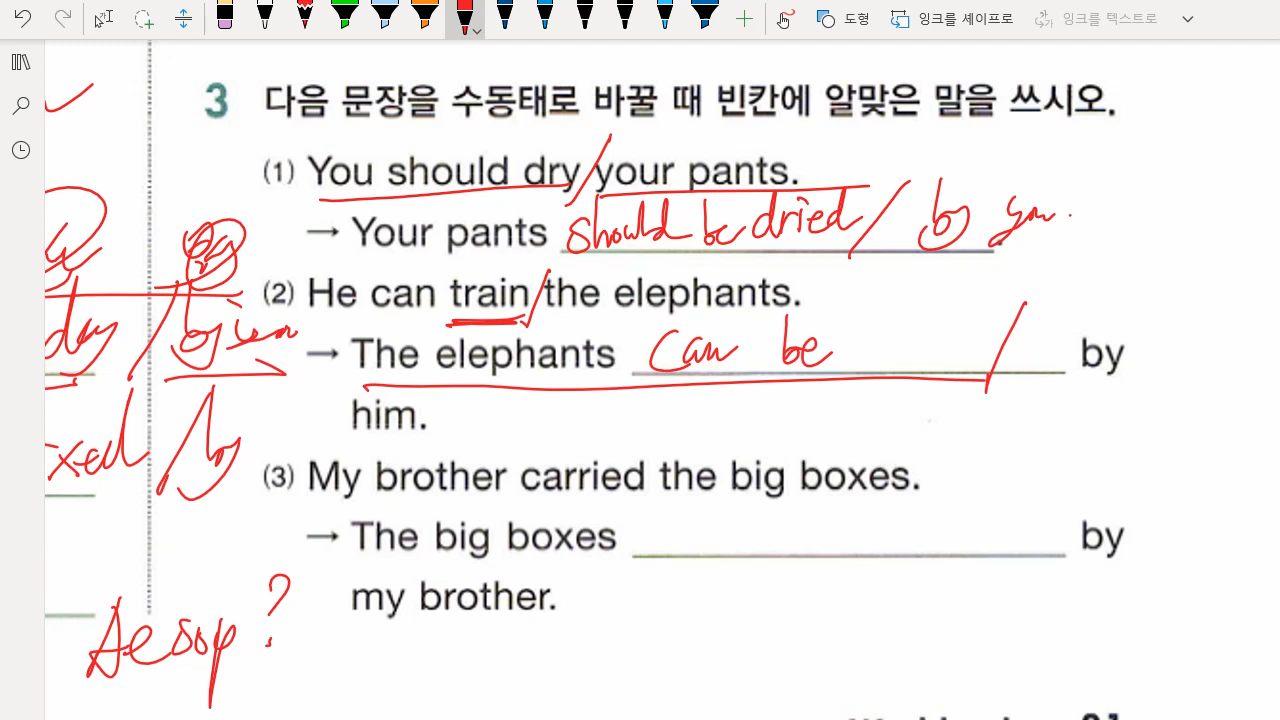 도형 잉크를 셰이프로 잉크를 텍스트로
3 다음 문장을 수동태로 바꿀 때 빈칸에 알맞은 말을 쓰시오.
(1) You should dry your pants.
→ Your pants should be dried / by you.
(2) He can train the elephants.
→ The elephants can be by
him.
(3) My brother carried the big boxes.
→ The big boxes by
my brother.
day
by
Aesop?